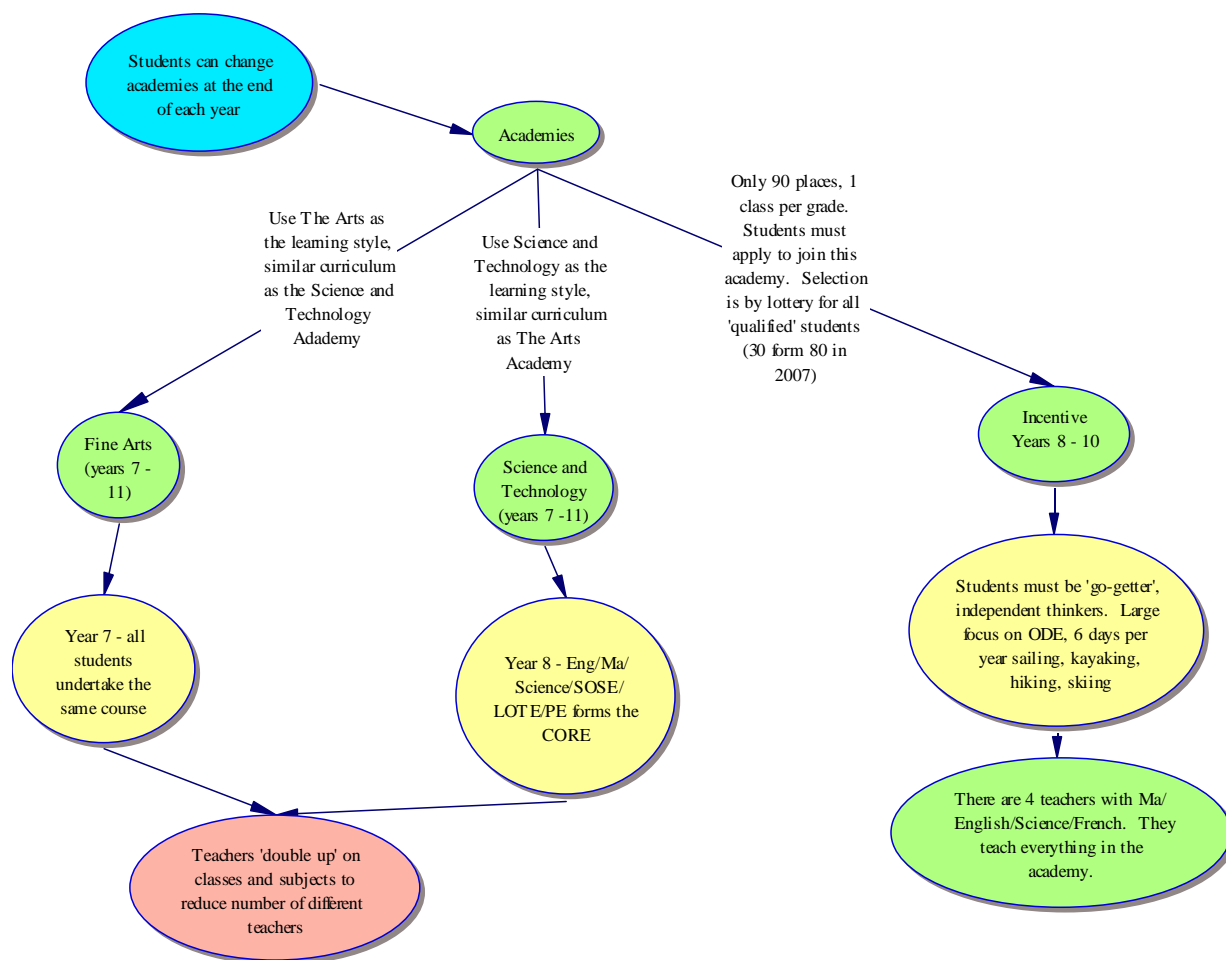 Students can change
academies at the end
of each year
Academies
Use The Arts as
the learning style,
similar curriculum
as the Science and
Technology
Adademy
Use Science and
Technology as the
learning style,
similar curriculum
as The Arts
Academy
Only 90 places, 1
class per grade.
Students must
apply to join this
academy. Selection
is by lottery for all
'qualified' students
(30 form 80 in
2007)
Fine Arts
(years 7 -
11)
Science and
Technology
(years 7 -11)
Incentive
Years 8 - 10
Year 7 - all
students
undertake the
same course
Year 8 - Eng/Ma/
Science/SOSE/
LOTE/PE forms the
CORE
Students must be 'go-getter',
independent thinkers. Large
focus on ODE, 6 days per
year sailing, kayaking,
hiking, skiing
Teachers 'double up' on
classes and subjects to
reduce number of different
teachers
There are 4 teachers with Ma/
English/Science/French. They
teach everything in the
academy.